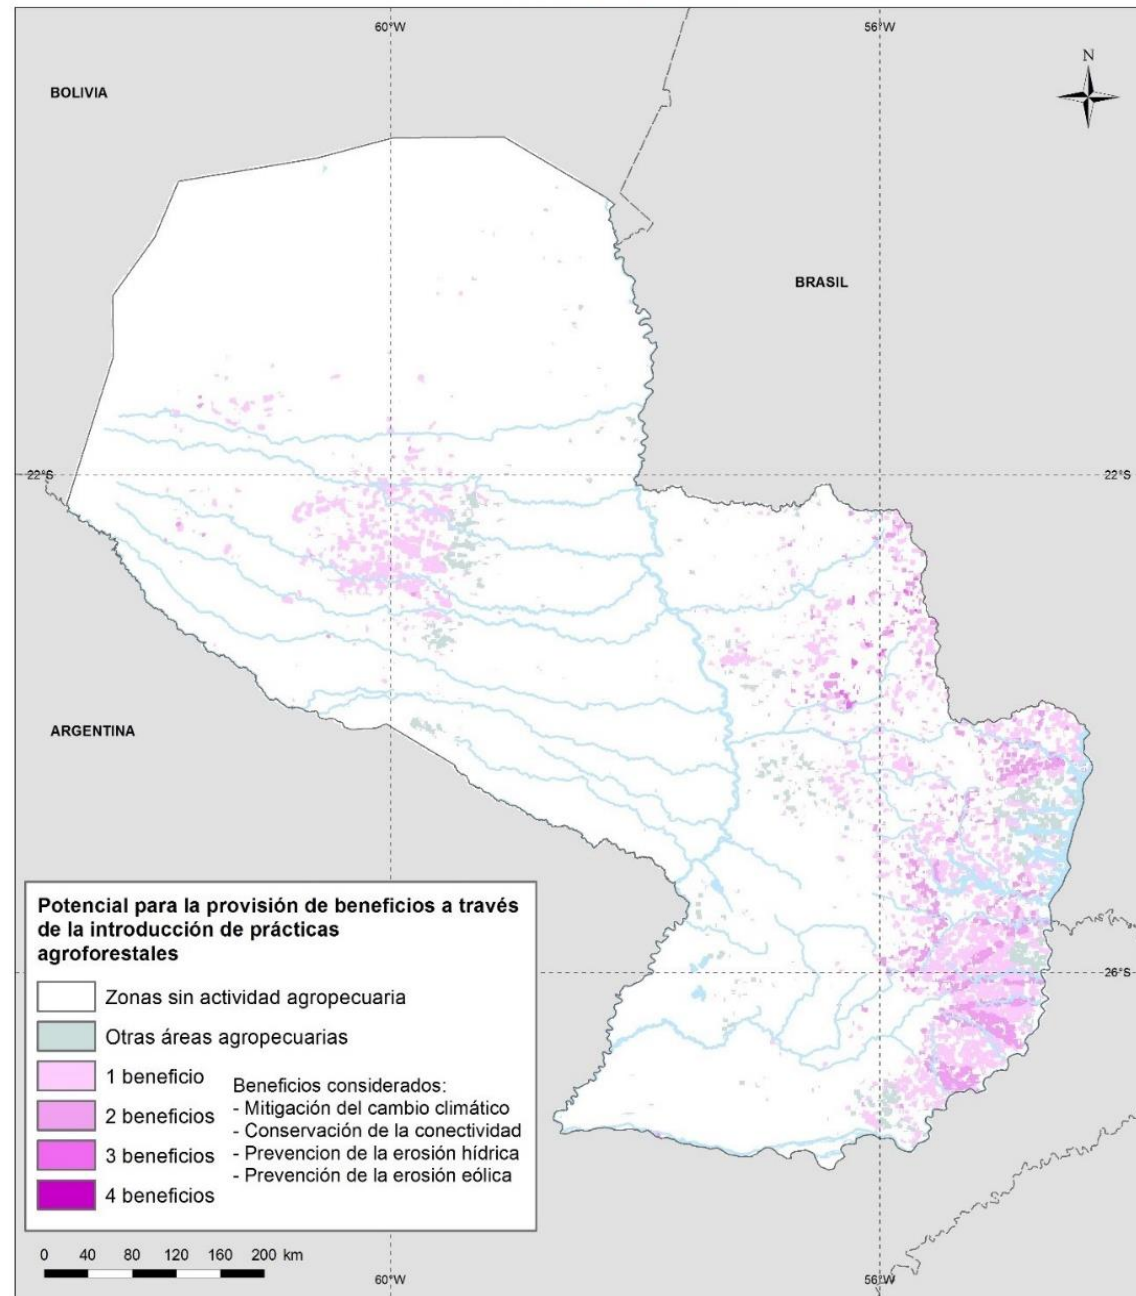 60°W
56°W
N
BOLIVIA
BRASIL
22°S
22°S
ARGENTINA
26°S
26°S
Potencial para la provisión de beneficios a través
de la introducción de prácticas
agroforestales
Zonas sin actividad agropecuaria
Otras áreas agropecuarias
1 beneficio
2 beneficios
3 beneficios
4 beneficios
Beneficios considerados:
- Mitigación del cambio climático
- Conservación de la conectividad
- Prevencion de la erosión hídrica
- Prevención de la erosión eólica
0 40 80 120 160 200 km
60°W
56°W